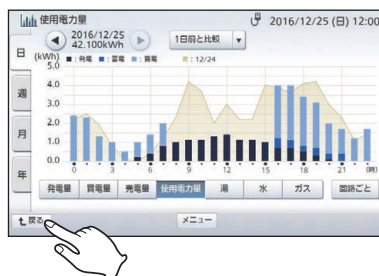 使用電力量
2016/12/25 (日) 12:00
日
週
月
年
2016/12/25
42.100kWh
1日前と比較 ▼
(kWh)
■：発電 ■：蓄電 ■：買電 ■：12/24
5.0
4.0
3.0
2.0
1.0
0.0
0 3 6 9 12 15 18 21 (時)
発電量 買電量 売電量 使用電力量 湯 水 ガス 回路ごと
戻る
メニュー